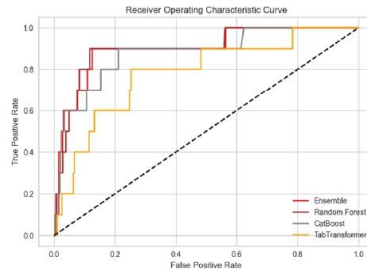 Receiver Operating Characteristic Curve
1.0
0.8
0.6
0.4
0.2
0.0
True Positive Rate
Ensemble
Random Forest
CatBoost
TabTransformer
0.0 0.2 0.4 0.6 0.8 1.0
False Positive Rate